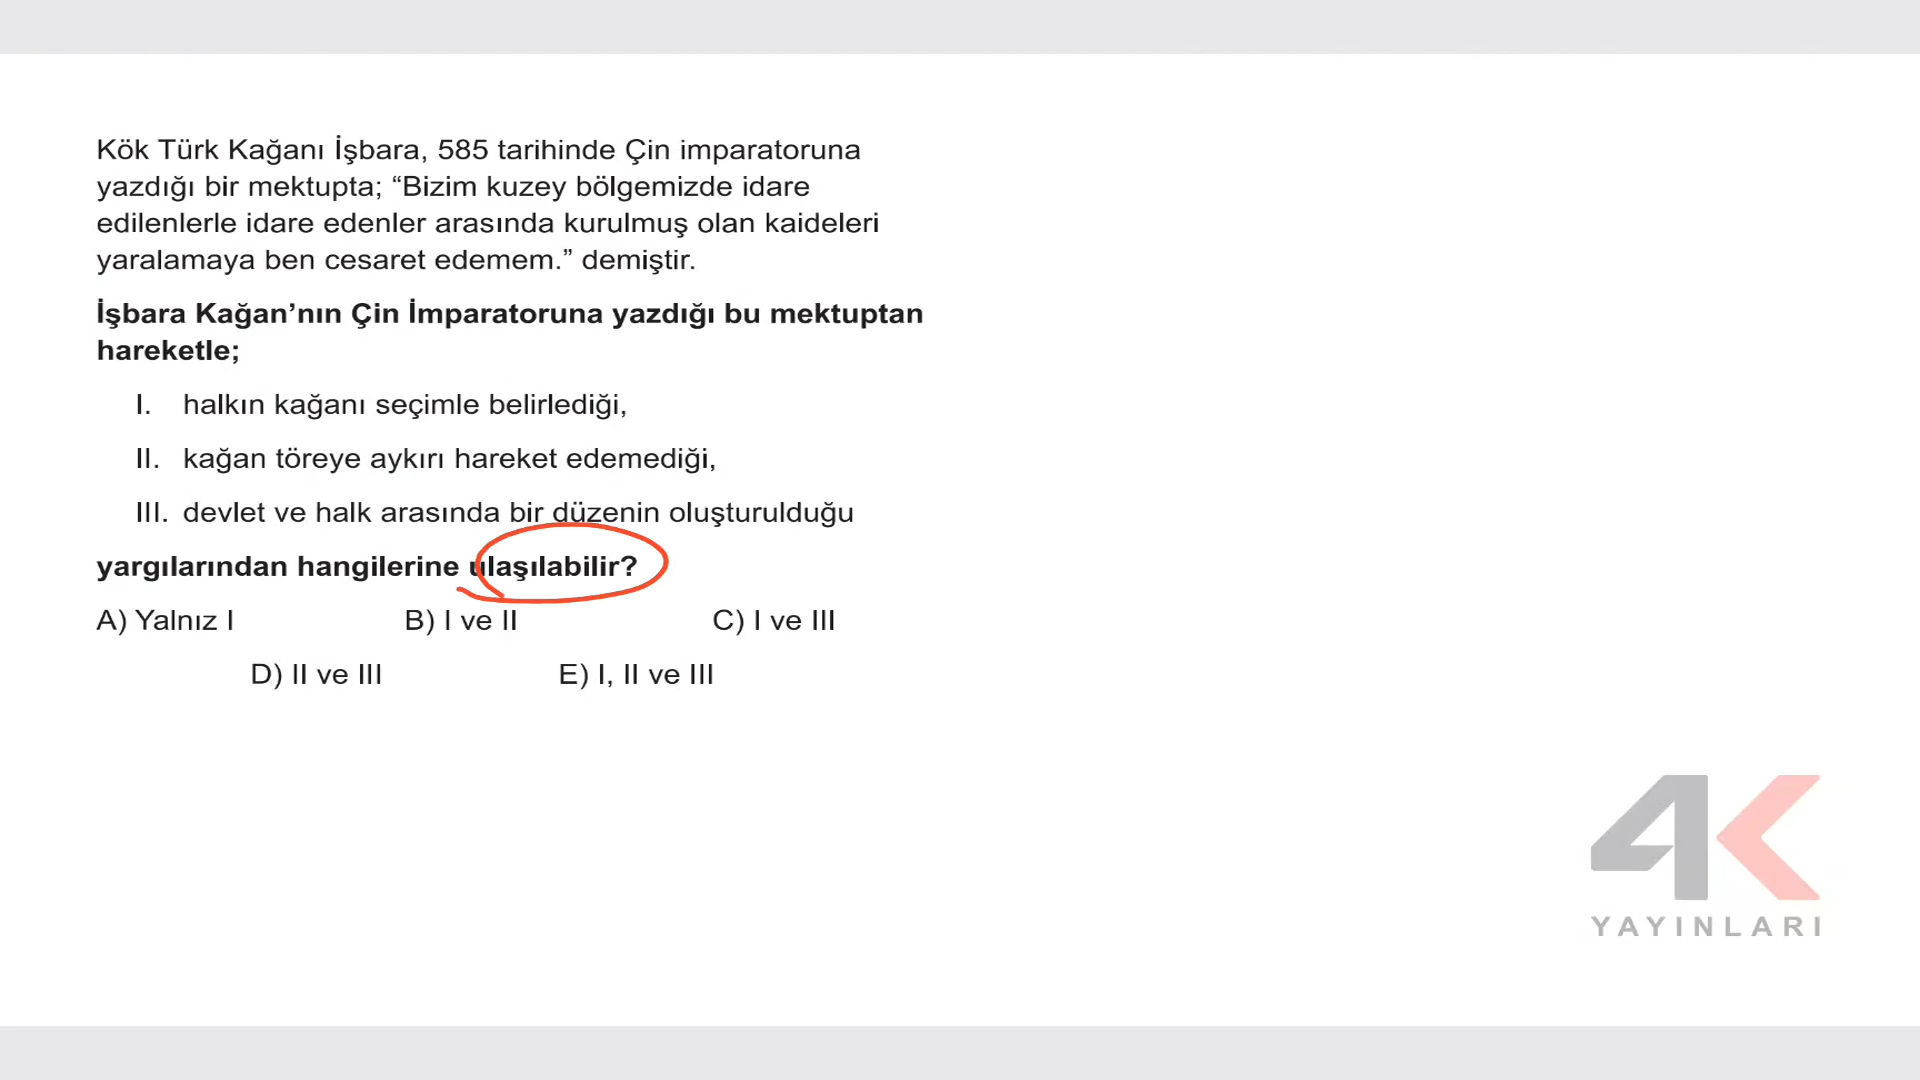 Kök Türk Kağanı İşbara, 585 tarihinde Çin imparatoruna
yazdığı bir mektupta; “Bizim kuzey bölgemizde idare
edilenlerle idare edenler arasında kurulmuş olan kaideleri
yaralamaya ben cesaret edemem.” demiştir.
İşbara Kağan’nın Çin İmparatoruna yazdığı bu mektuptan
hareketle;
I. halkın kağanı seçimle belirlediği,
II. kağan töreye aykırı hareket edemediği,
III. devlet ve halk arasında bir düzenin oluşturulduğu
yargılarından hangilerine ulaşılabilir?
A) Yalnız I B) I ve II C) I ve III
D) II ve III E) I, II ve III
4K
YAYINLARI